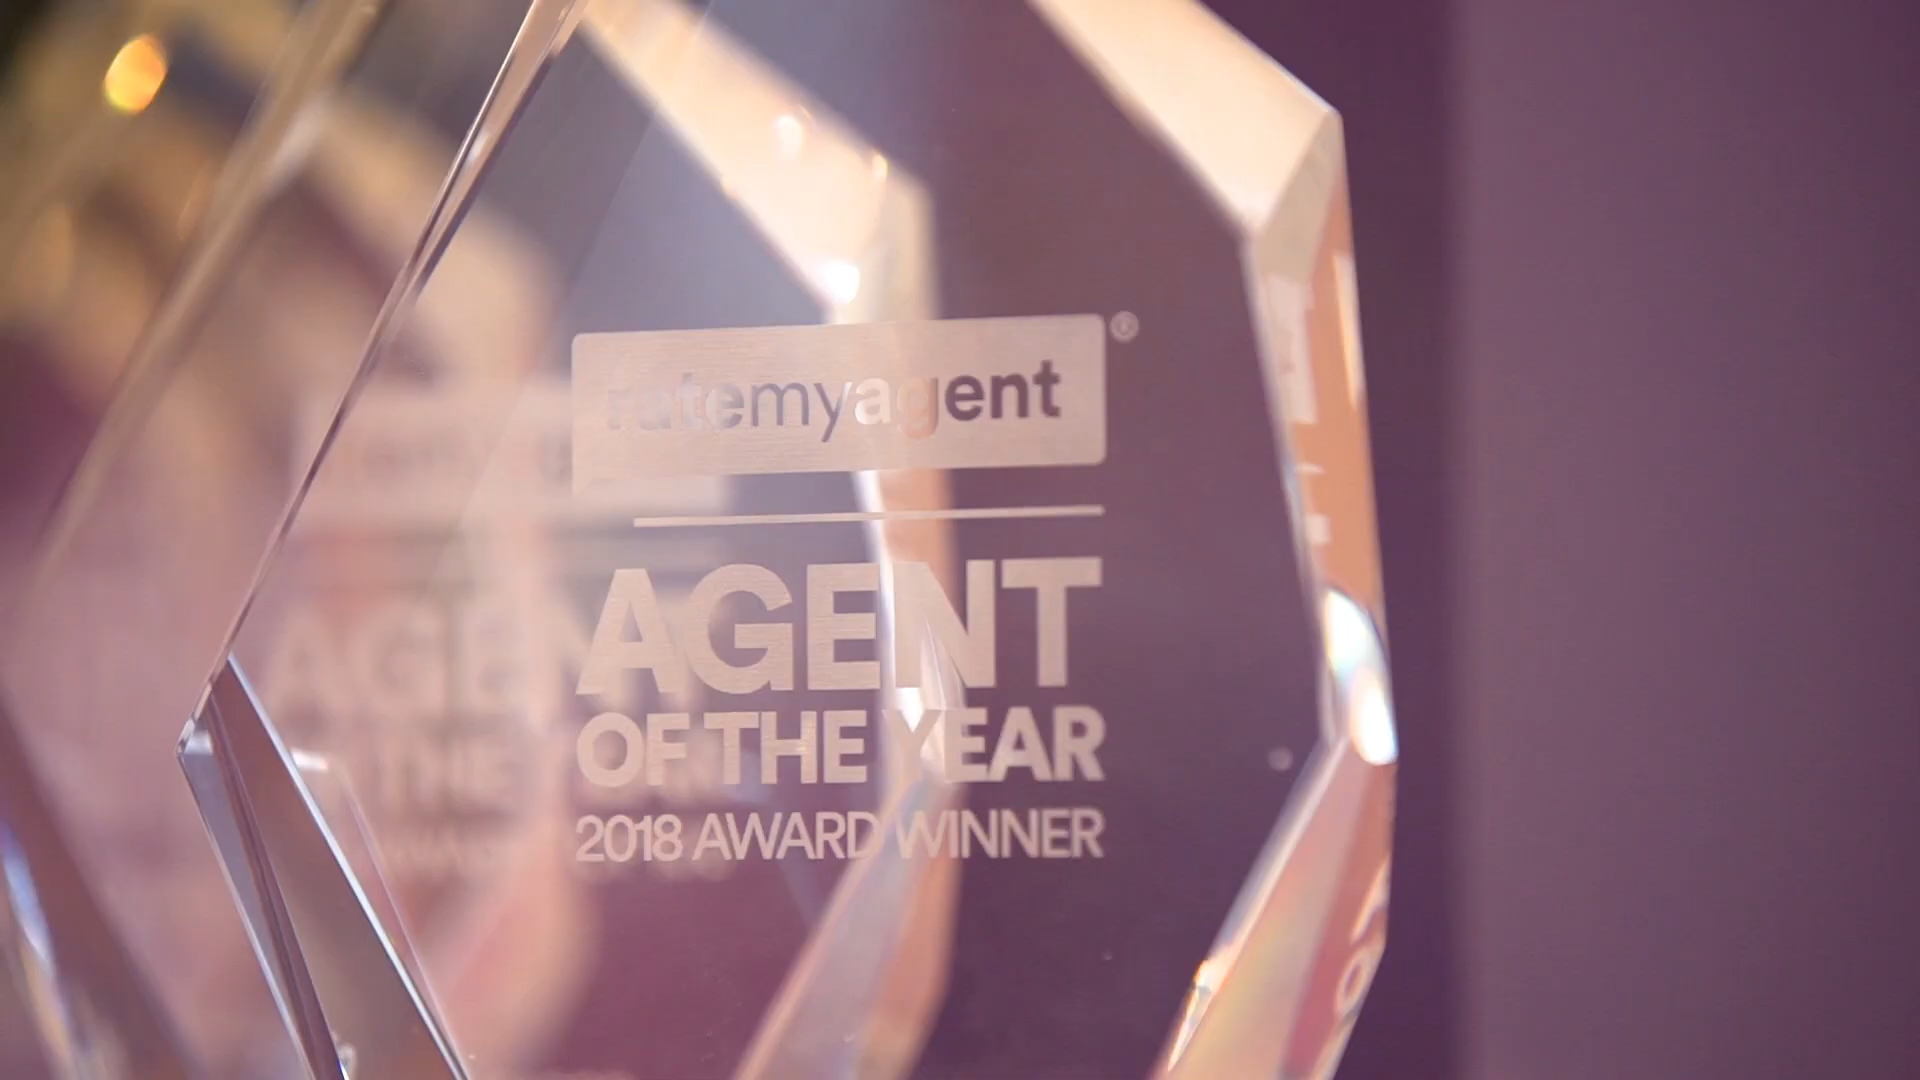 ratemyagent®
AGENT
OF THE YEAR
2018 AWARD WINNER